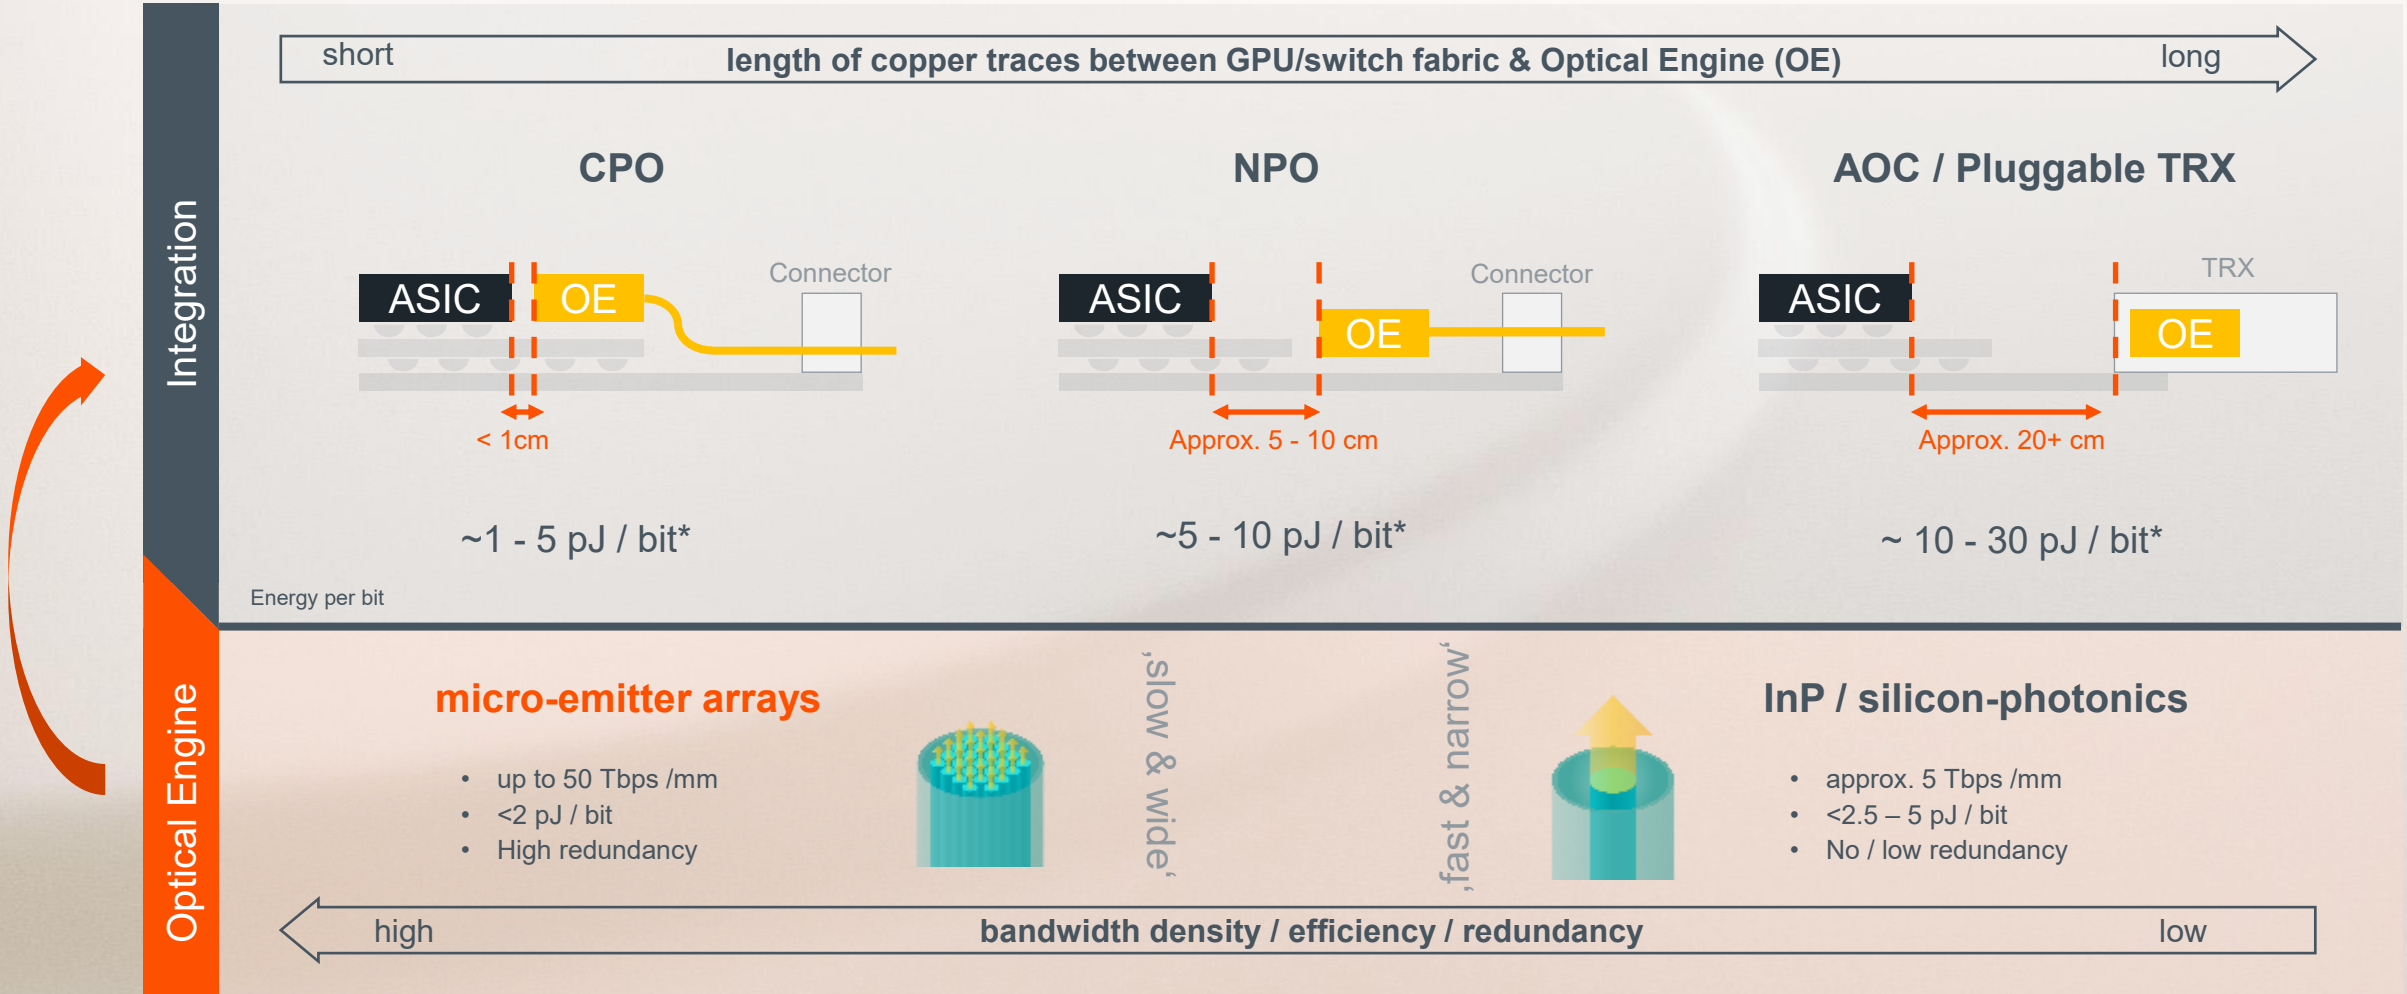 short
length of copper traces between GPU/switch fabric & Optical Engine (OE)
long
Integration
CPO
NPO
AOC / Pluggable TRX
ASIC
OE
Connector
< 1cm
ASIC
OE
Connector
Approx. 5 - 10 cm
ASIC
TRX
OE
Approx. 20+ cm
~1 - 5 pJ / bit*
~5 - 10 pJ / bit*
~ 10 - 30 pJ / bit*
Energy per bit
Optical Engine
micro-emitter arrays
• up to 50 Tbps /mm
• <2 pJ / bit
• High redundancy
‚slow & wide‘
‚fast & narrow‘
InP / silicon-photonics
• approx. 5 Tbps /mm
• <2.5 – 5 pJ / bit
• No / low redundancy
high
bandwidth density / efficiency / redundancy
low